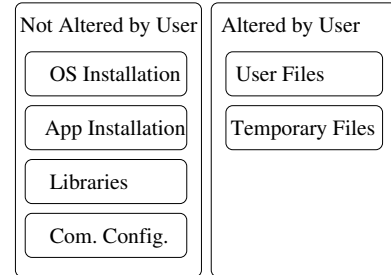 Not Altered by User
OS Installation
App Installation
Libraries
Com. Config.
Altered by User
User Files
Temporary Files